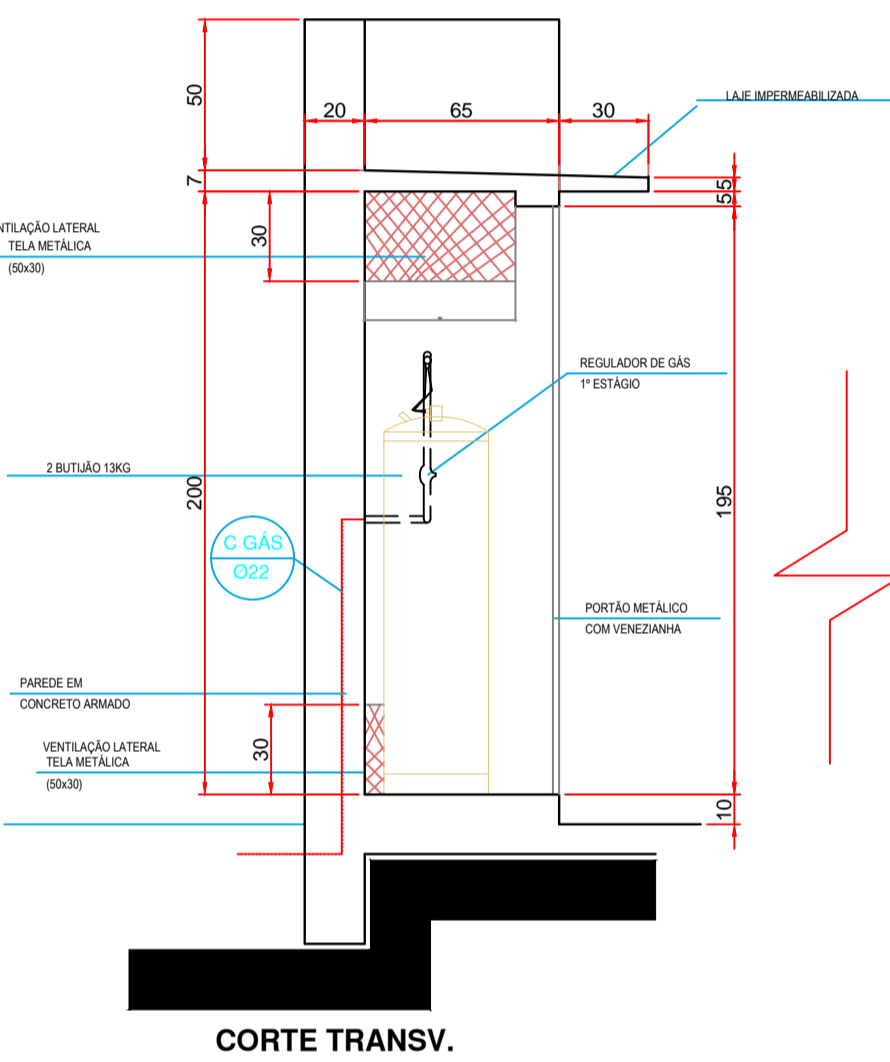 50
20
65
30
LAJE IMPERMEABILIZADA
7
5
5
30
LATERAL
TELA METÁLICA
(50x30)
REGULADOR DE GÁS
1º ESTÁGIO
2 BUTIJÃO 13KG
200
195
C GÁS
Ø22
PORTÃO METÁLICO
COM VENEZIANHA
PAREDE EM
CONCRETO ARMADO
VENTILAÇÃO LATERAL
TELA METÁLICA
(50x30)
30
10
CORTE TRANSV.